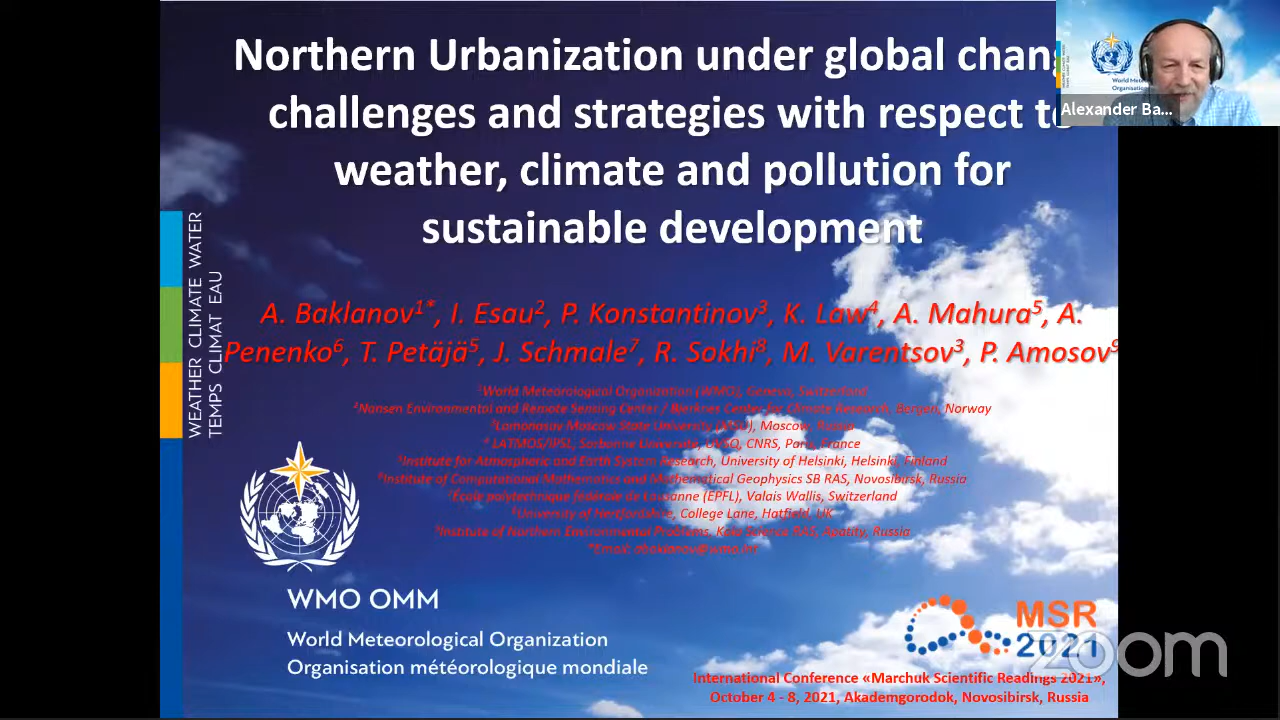 Northern Urbanization under global chang
challenges and strategies with respect to
weather, climate and pollution for
sustainable development
Alexander Ba...
WEATHER CLIMATE WATER
TEMPS CLIMAT EAU
A. Baklanov1*, I. Esau2, P. Konstantinov3, K. Law4, A. Mahura5, A.
Penenko6, T. Petäjä5, J. Schmale7, R. Sokhi8, M. Varentsov3, P. Amosov9
1World Meteorological Organization (WMO), Geneva, Switzerland
2Nansen Environmental and Remote Sensing Center / Bjerknes Center for Climate Research, Bergen, Norway
3Lomonosov Moscow State University (MSU), Moscow, Russia
4 LATMOS/IPSL, Sorbonne Université, UVSQ, CNRS, Paris, France
5Institute for Atmospheric and Earth System Research, University of Helsinki, Helsinki, Finland
6Institute of Computational Mathematics and Mathematical Geophysics SB RAS, Novosibirsk, Russia
7École polytechnique fédérale de Lausanne (EPFL), Valais Wallis, Switzerland
8University of Hertfordshire, College Lane, Hatfield, UK
9Institute of Northern Environmental Problems, Kola Science RAS, Apatity, Russia
*Email: abaklanov@wmo.int
WMO OMM
World Meteorological Organization
Organisation météorologique mondiale
MSR
2021
zoom
International Conference «Marchuk Scientific Readings 2021»,
October 4 - 8, 2021, Akademgorodok, Novosibirsk, Russia